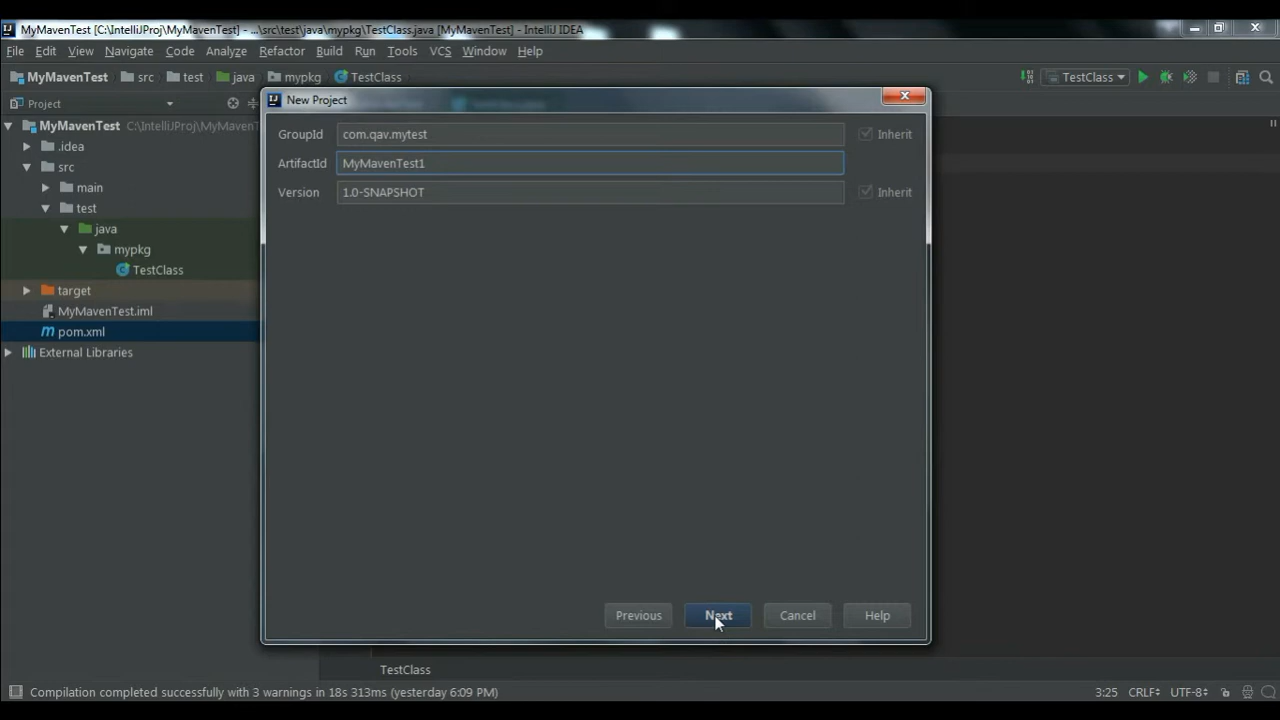 MyMavenTest [C:\IntelliJProj\MyMavenTest] - ...\src\test\java\mypkg\TestClass.java [MyMavenTest] - IntelliJ IDEA
File Edit View Navigate Code Analyze Refactor Build Run Tools VCS Window Help
MyMavenTest src test java mypkg TestClass TestClass
Project
New Project
MyMavenTest C:\IntelliJProj\MyMavenT
.idea
src
main
test
java
mypkg
TestClass
target
MyMavenTest.iml
pom.xml
External Libraries
GroupId com.qav.mytest Inherit
ArtifactId MyMavenTest1
Version 1.0-SNAPSHOT Inherit
Previous Next Cancel Help
TestClass
Compilation completed successfully with 3 warnings in 18s 313ms (yesterday 6:09 PM) 3:25 CRLF UTF-8